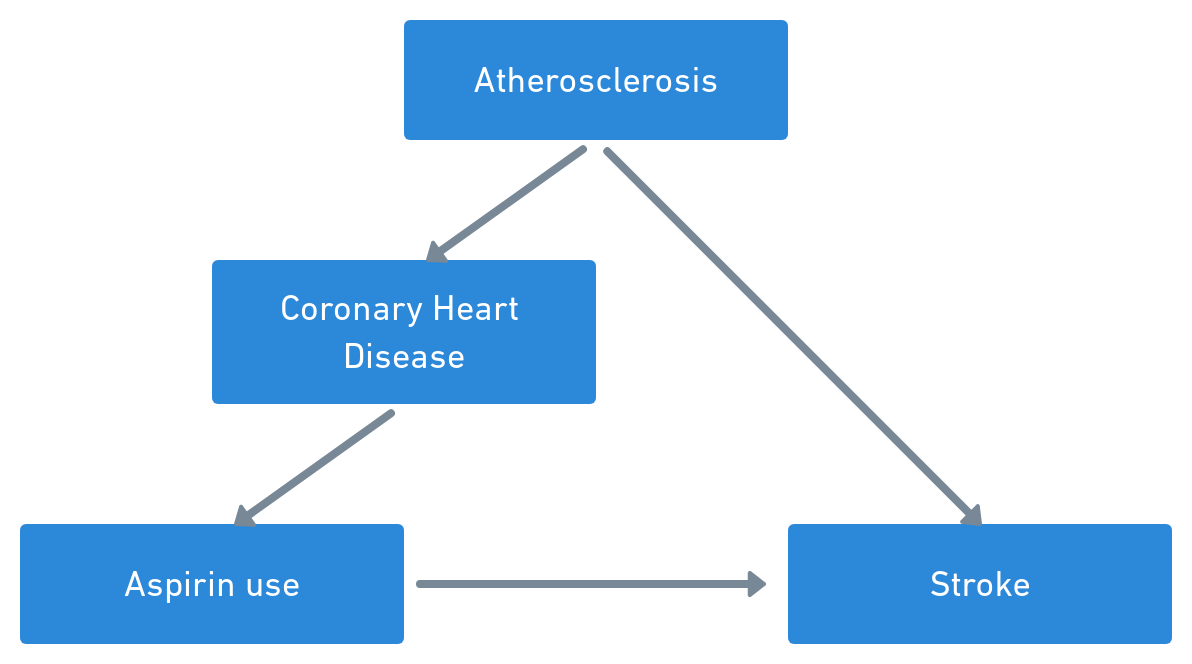 Atherosclerosis
Coronary Heart
Disease
Aspirin use
Stroke